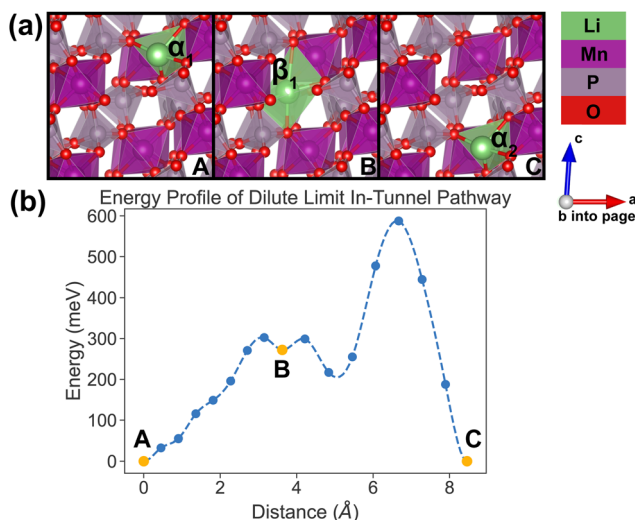 (a)
α1
A
β1
B
α2
C
Li
Mn
P
O
c
a
b into page
(b)
Energy Profile of Dilute Limit In-Tunnel Pathway
Energy (meV)
600
500
400
300
200
100
0
A
B
C
0
2
4
6
8
Distance (Å)